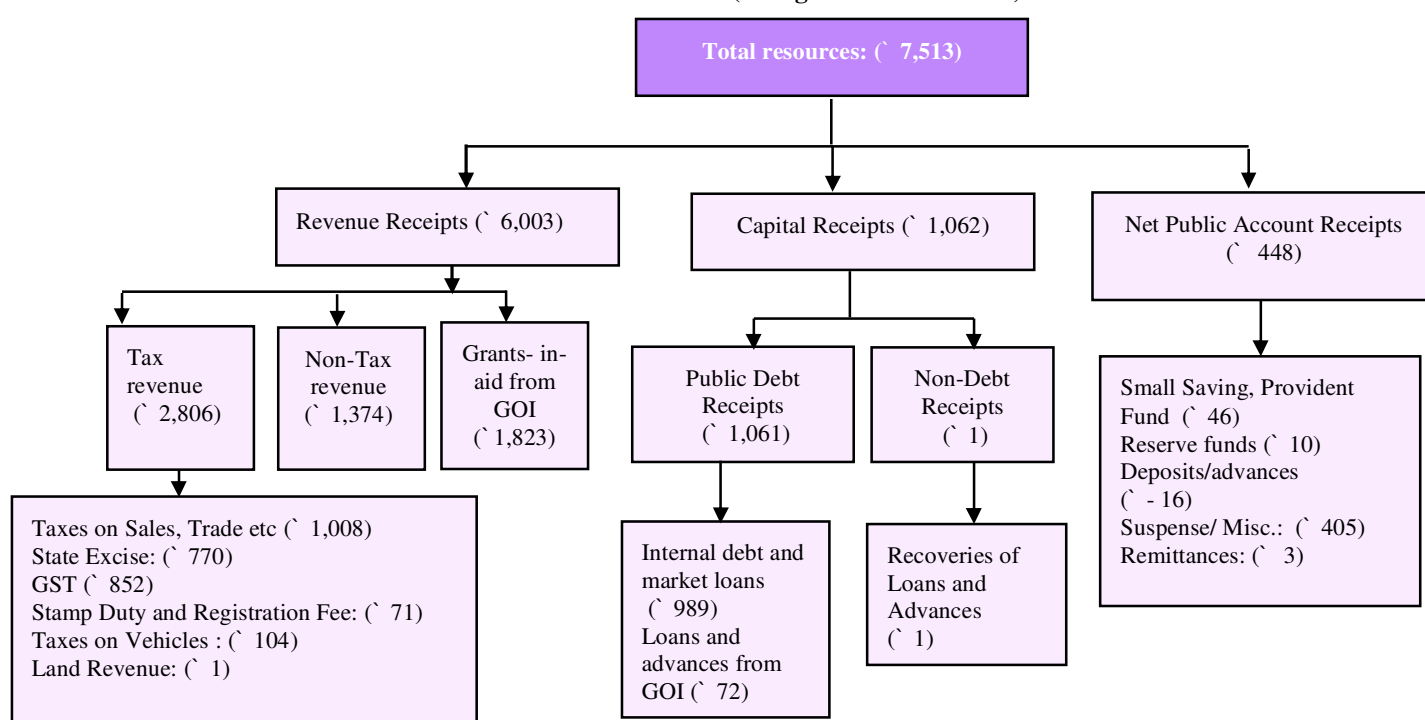 Total resources: (` 7,513)
Revenue Receipts (` 6,003)
Capital Receipts (` 1,062)
Net Public Account Receipts
(` 448)
Tax
revenue
(` 2,806)
Non-Tax
revenue
(` 1,374)
Grants- in-
aid from
GOI
(` 1,823)
Public Debt
Receipts
(` 1,061)
Non-Debt
Receipts
(` 1)
Small Saving, Provident
Fund (` 46)
Reserve funds (` 10)
Deposits/advances
(` - 16)
Suspense/ Misc.: (` 405)
Remittances: (` 3)
Taxes on Sales, Trade etc (` 1,008)
State Excise: (` 770)
GST (` 852)
Stamp Duty and Registration Fee: (` 71)
Taxes on Vehicles : (` 104)
Land Revenue: (` 1)
Internal debt and
market loans
(` 989)
Loans and
advances from
GOI (` 72)
Recoveries of
Loans and
Advances
(` 1)